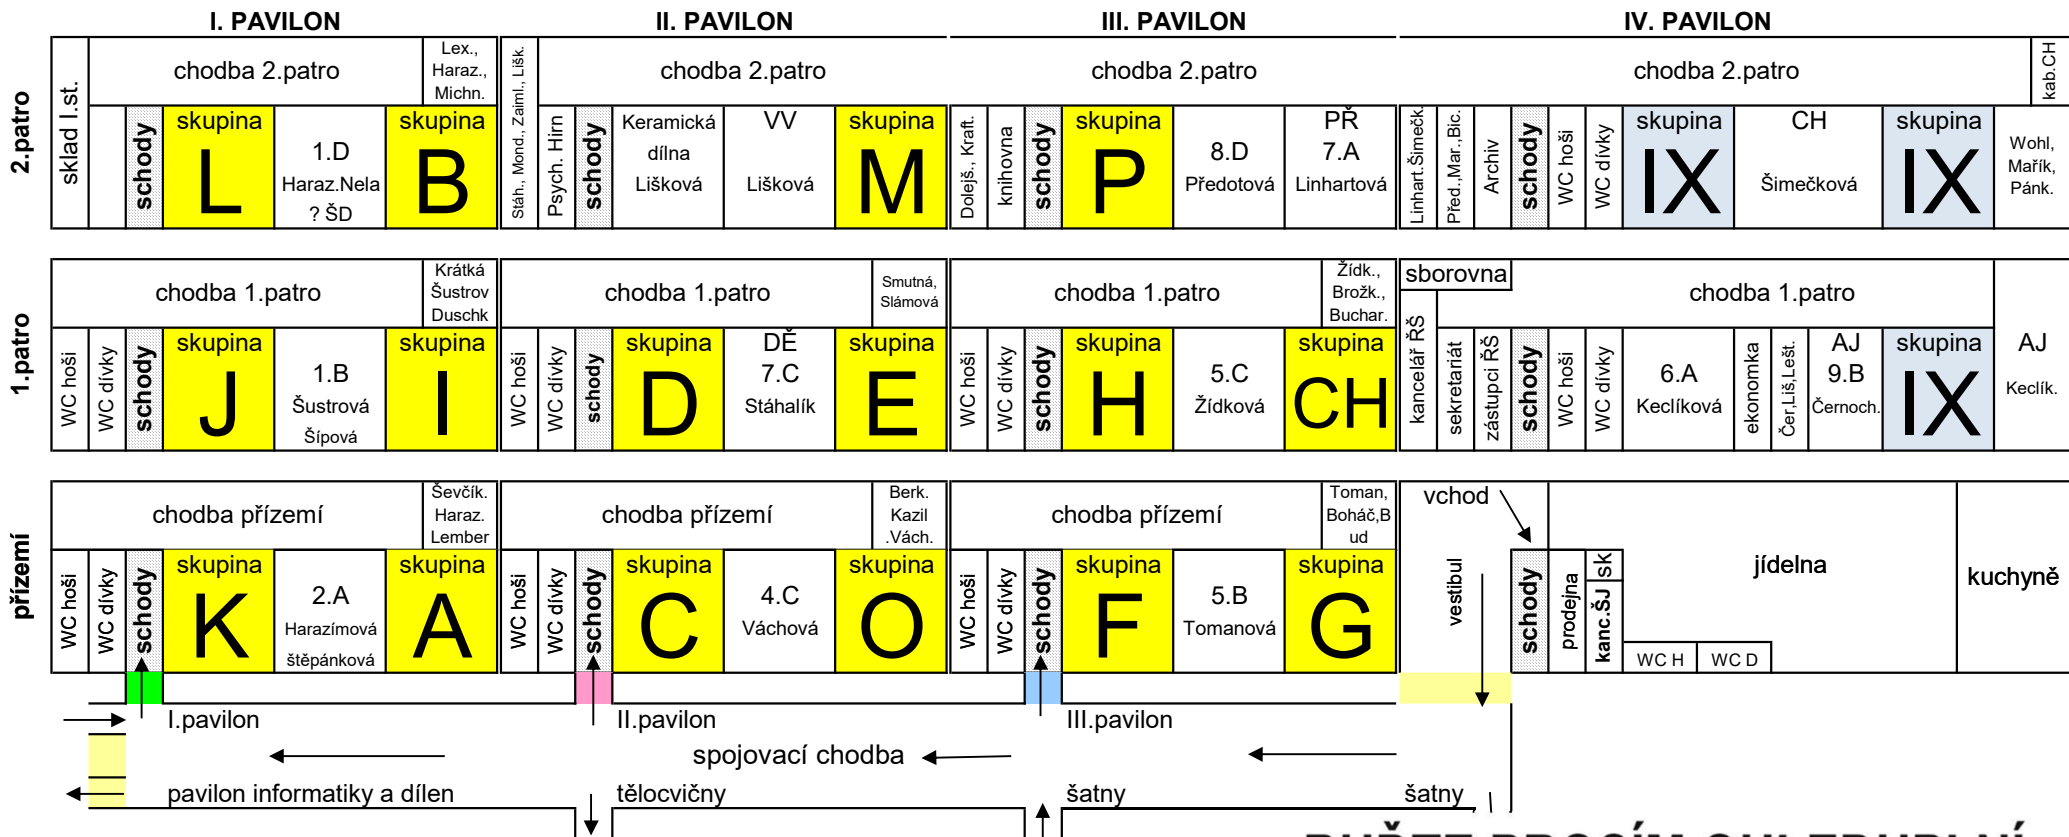 I. PAVILON
II. PAVILON
III. PAVILON
IV. PAVILON
2.patro
sklad I.st.
chodba 2.patro
Lex.,
Haraz.,
Michn.
schody
skupina
L
1.D
Haraz.Nela
? ŠD
skupina
B
Stáh., Mond., Zaiml., Lišk.
chodba 2.patro
Psych. Hirn
schody
Keramická
dílna
Lišková
VV
Lišková
skupina
M
chodba 2.patro
Dolejš., Kraft.
knihovna
schody
skupina
P
8.D
Předotová
PŘ
7.A
Linhartová
chodba 2.patro
kab.CH
Linhart.Šimečk.
Před.,Mar.,Bic.
Archiv
schody
WC hoši
WC dívky
skupina
IX
CH
Šimečková
skupina
IX
Wohl,
Mařík,
Pánk.
1.patro
chodba 1.patro
Krátká
Šustrov
Duschk
WC hoši
WC dívky
schody
skupina
J
1.B
Šustrová
Šípová
skupina
I
chodba 1.patro
Smutná,
Slámová
WC hoši
WC dívky
schody
skupina
D
DĚ
7.C
Stáhalík
skupina
E
chodba 1.patro
Žídk.,
Brožk.,
Buchar.
WC hoši
WC dívky
schody
skupina
H
5.C
Žídková
skupina
CH
sborovna
chodba 1.patro
kancelář ŘŠ
sekretariát
zástupci ŘŠ
schody
WC hoši
WC dívky
6.A
Keclíková
ekonomka
Čer,Liš,Lešt.
AJ
9.B
Černoch.
skupina
IX
AJ
Keclík.
přízemí
chodba přízemí
Ševčík.
Haraz.
Lember
WC hoši
WC dívky
schody
skupina
K
2.A
Harazímová
štěpánková
skupina
A
chodba přízemí
Berk.
Kazil
.Vách.
WC hoši
WC dívky
schody
skupina
C
4.C
Váchová
skupina
O
chodba přízemí
Toman,
Boháč,B
ud
WC hoši
WC dívky
schody
skupina
F
5.B
Tomanová
skupina
G
vchod
vestibul
schody
prodejna
sk
kanc.ŠJ
WC H
WC D
jídelna
kuchyně
I.pavilon
II.pavilon
III.pavilon
spojovací chodba
pavilon informatiky a dílen
tělocvičny
šatny
šatny